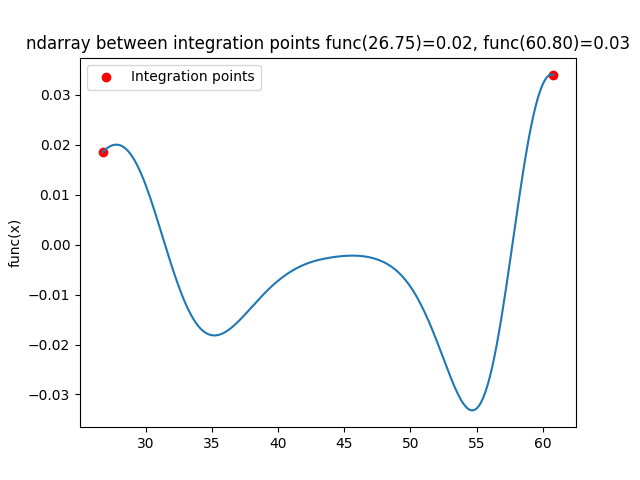 ndarray between integration points func(26.75)=0.02, func(60.80)=0.03
Integration points
func(x)
0.03
0.02
0.01
0.00
−0.01
−0.02
−0.03
30 35 40 45 50 55 60